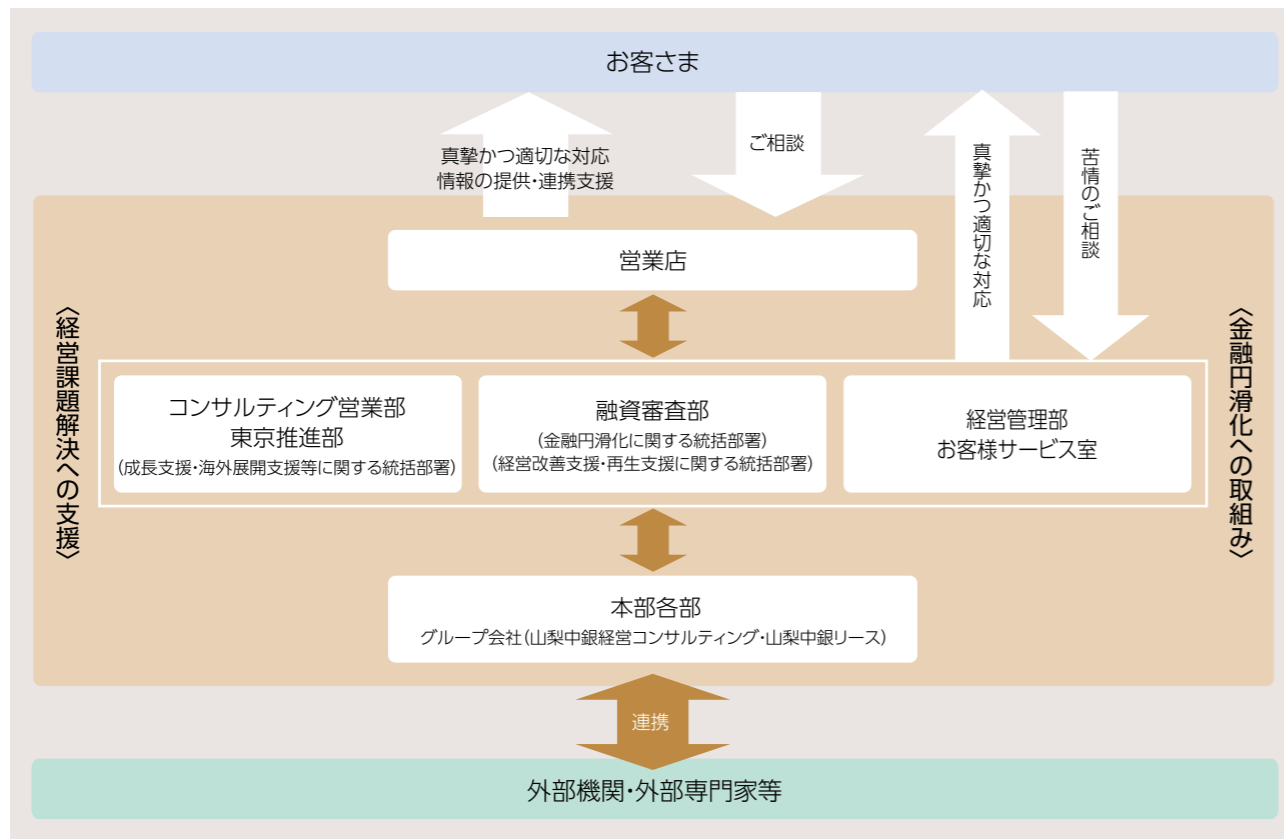 お客さま
真摯かつ適切な対応
情報の提供・連携支援
ご相談
真摯かつ適切な対応
苦情のご相談
営業店
〈経営課題解決への支援〉
〈金融円滑化への取組み〉
コンサルティング営業部
東京推進部
(成長支援・海外展開支援等に関する統括部署)
融資審査部
(金融円滑化に関する統括部署)
(経営改善支援・再生支援に関する統括部署)
経営管理部
お客様サービス室
本部各部
グループ会社(山梨中銀経営コンサルティング・山梨中銀リース)
連携
外部機関・外部専門家等